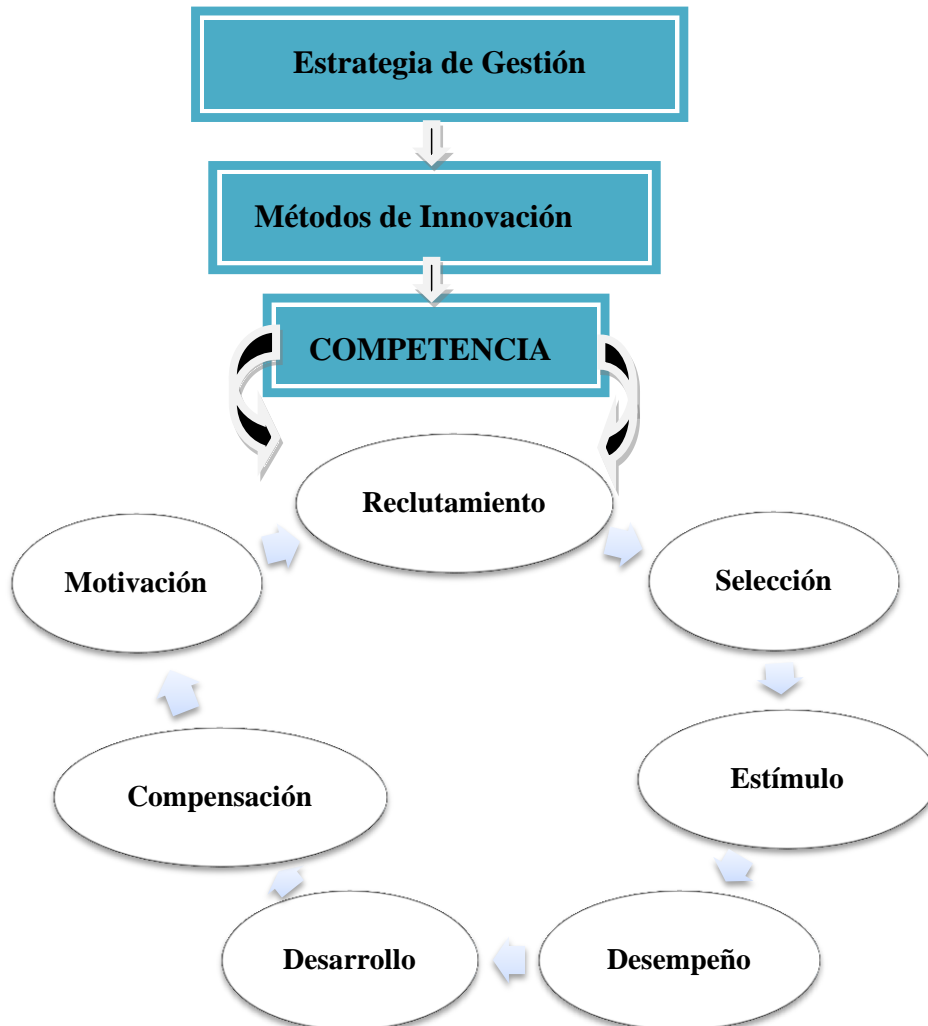 Estrategia de Gestión
Métodos de Innovación
COMPETENCIA
Reclutamiento
Motivación
Selección
Estímulo
Compensación
Desarrollo
Desempeño